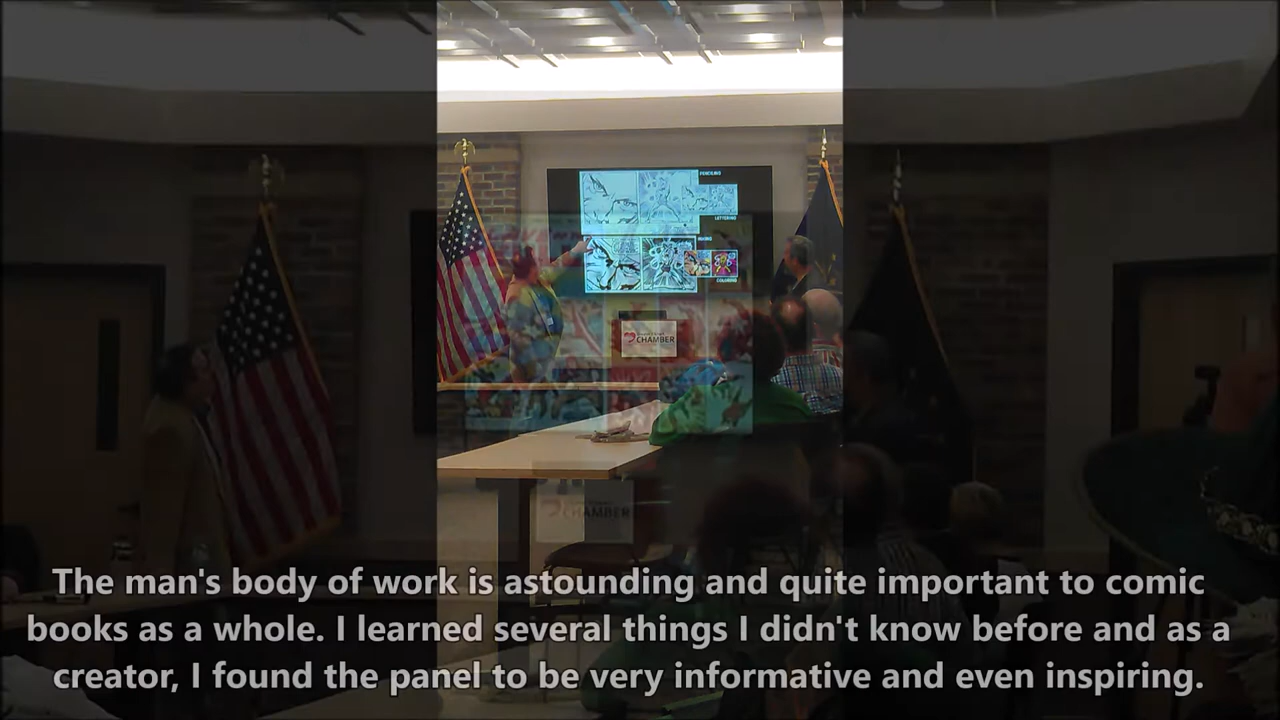 PENCILING
LETTERING
INKING
COLORING
CHAMBER
CHAMBER
The man's body of work is astounding and quite important to comic
books as a whole. I learned several things I didn't know before and as a
creator, I found the panel to be very informative and even inspiring.